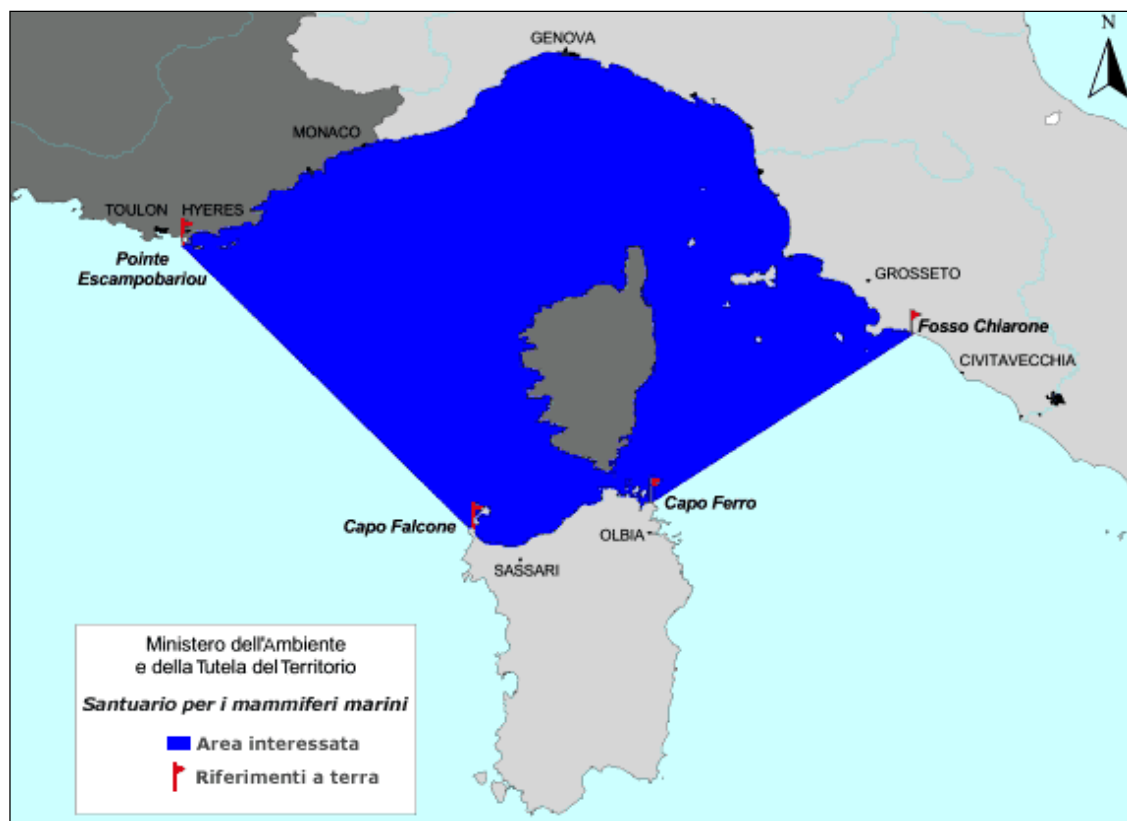 N
GENOVA
MONACO
TOULON HYERES
Pointe
Escampobariou
GROSSETO
Fosso Chiarone
CIVITAVECCHIA
Capo Ferro
Capo Falcone
OLBIA
SASSARI
Ministero dell'Ambiente
e della Tutela del Territorio
Santuario per i mammiferi marini
Area interessata
Riferimenti a terra